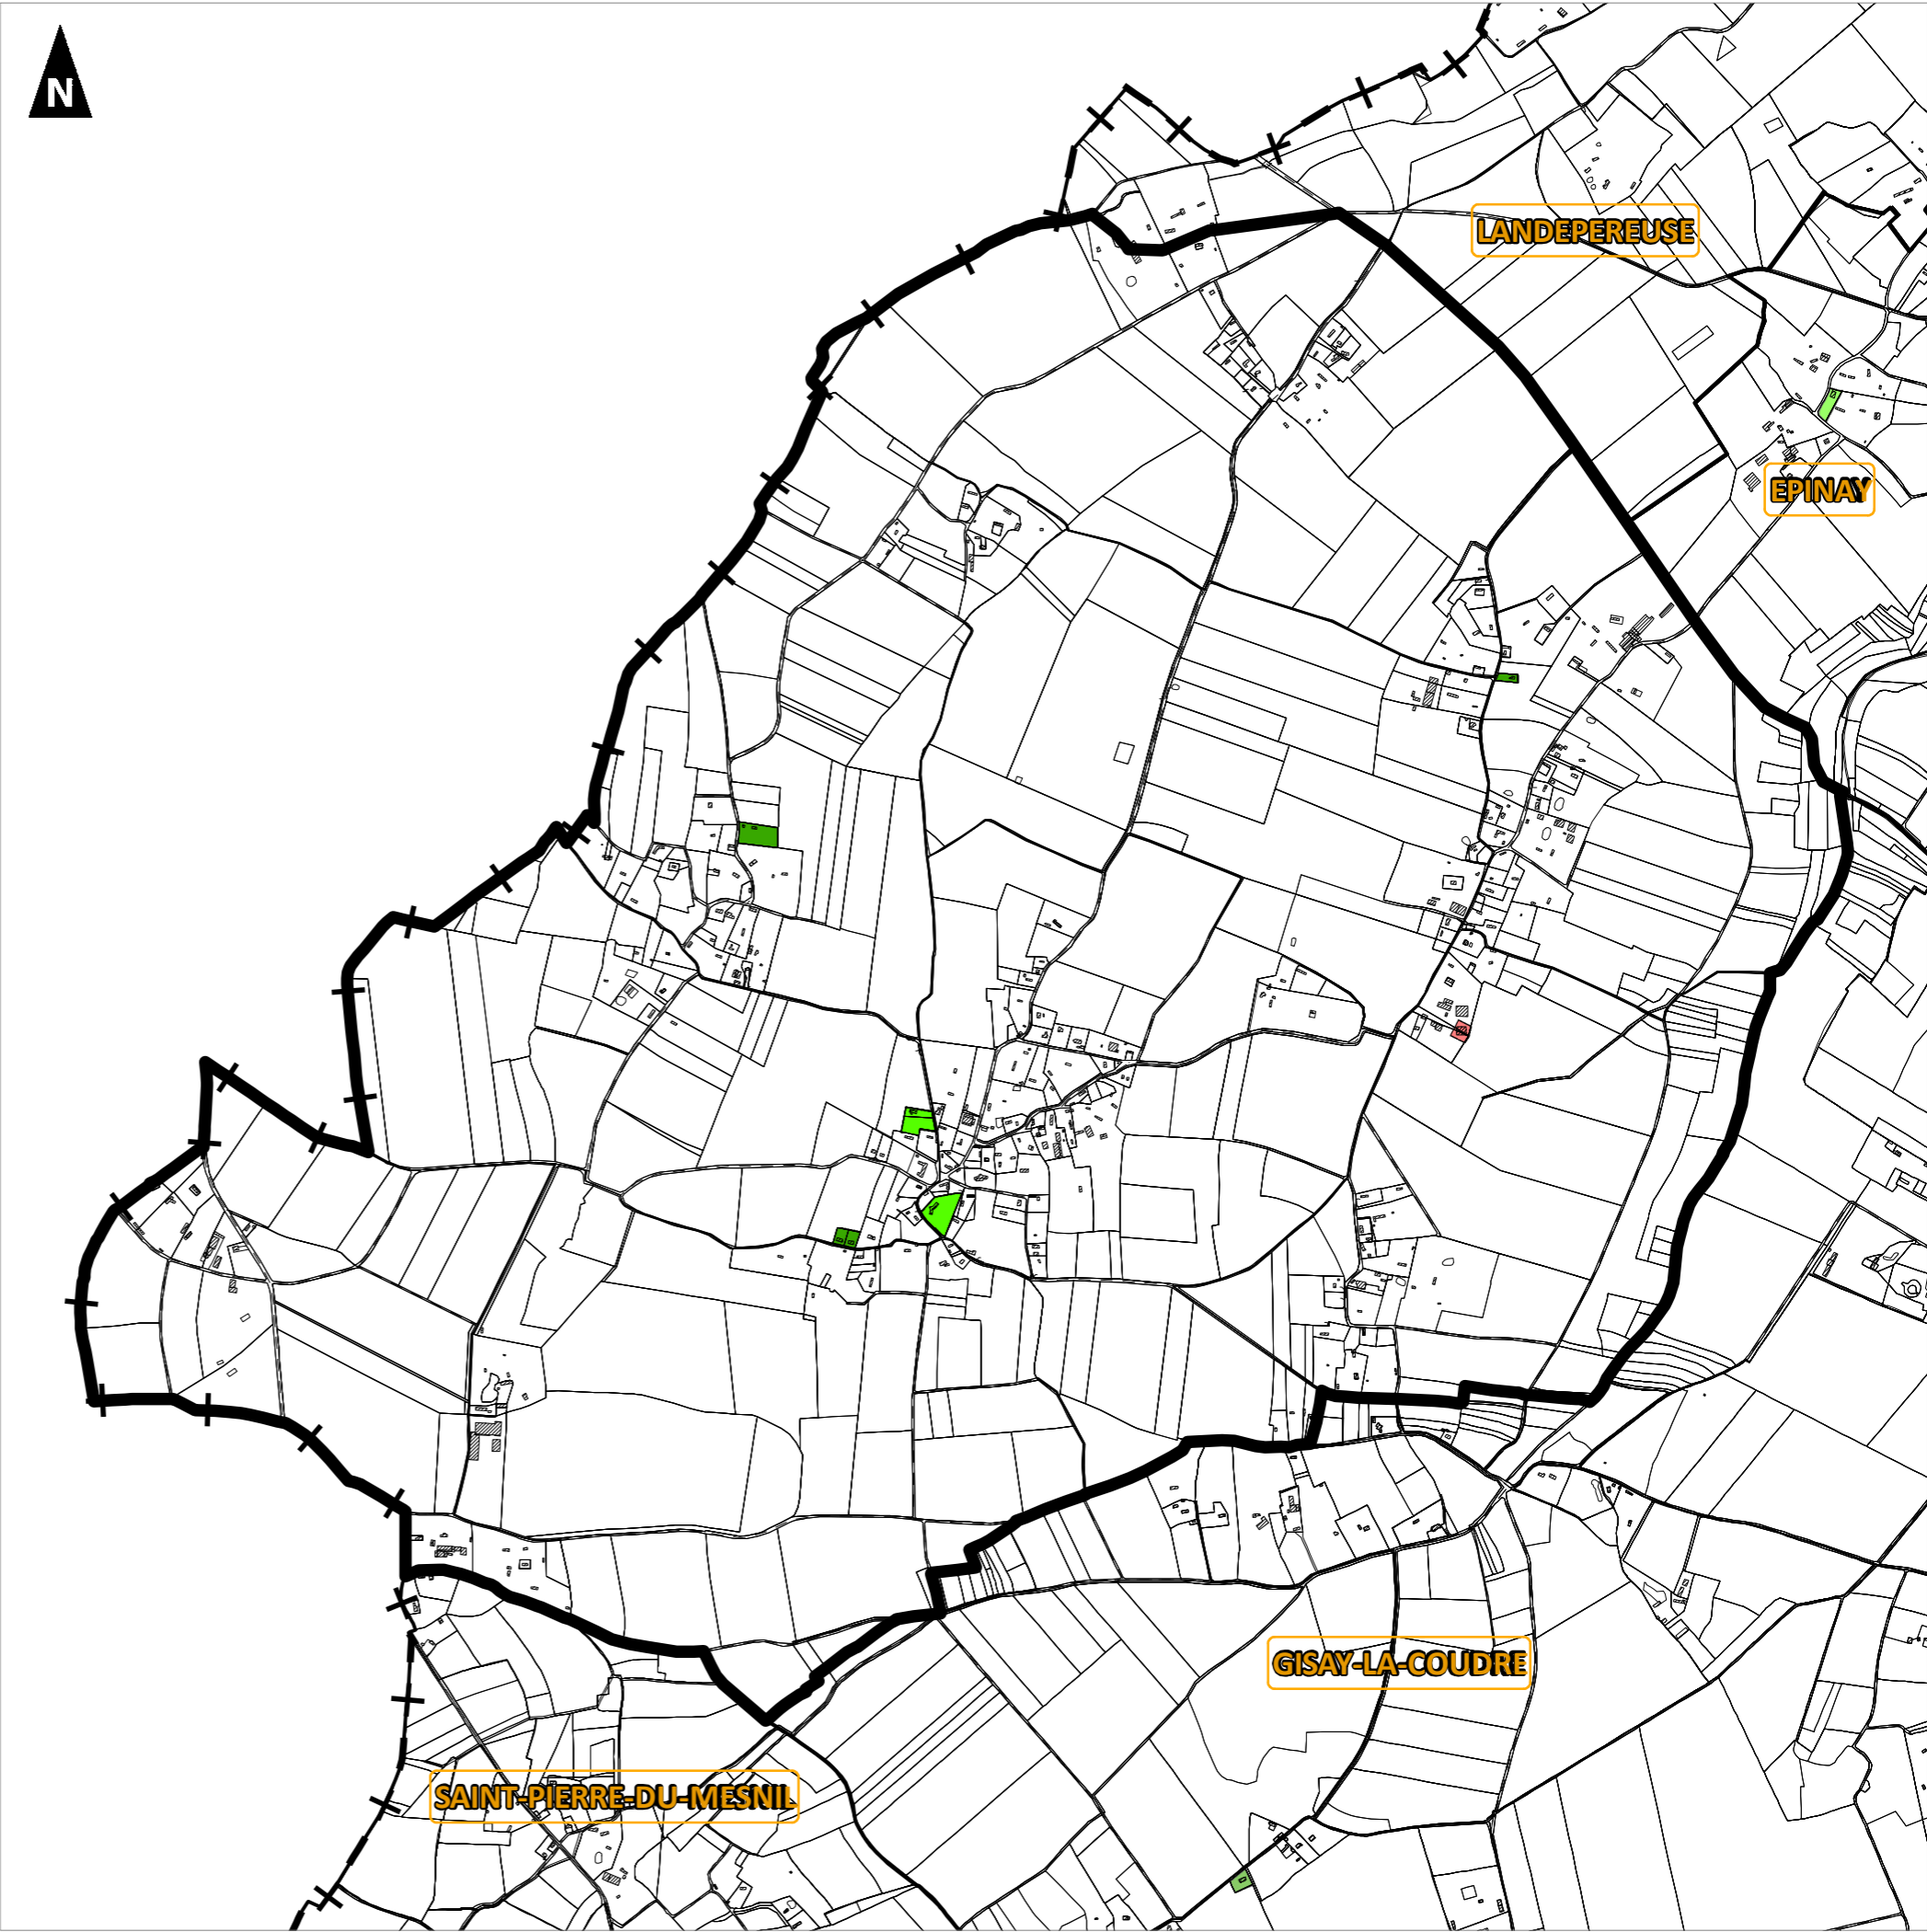 N
LANDEPEREUSE
EPINAY
GISAY-LA-COUDRE
SAINT-PIERRE-DU-MESNIL